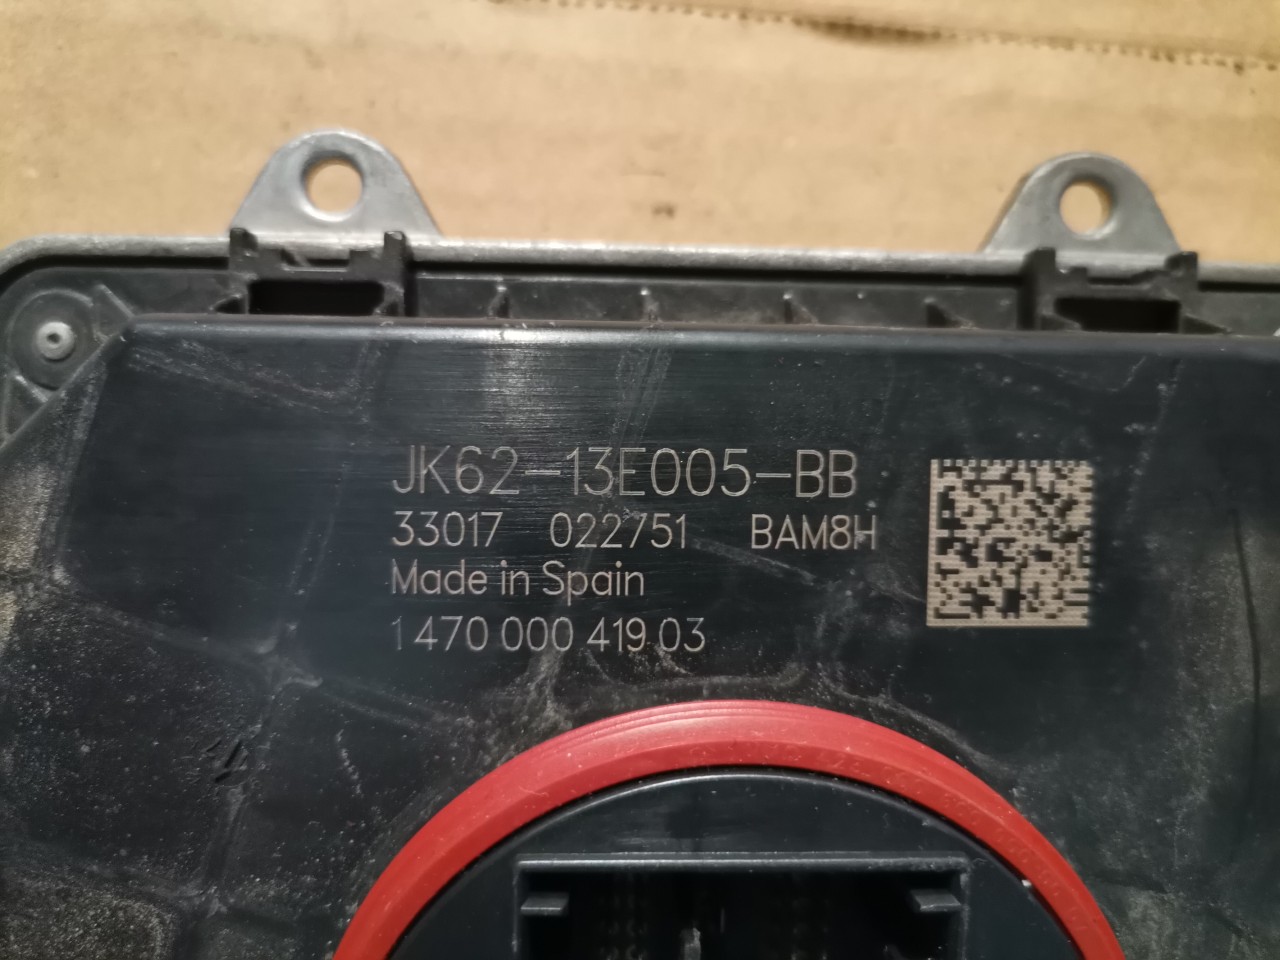 JK62-13E005-BB
33017 022751 BAM8H
Made in Spain
1 470 000 419 03